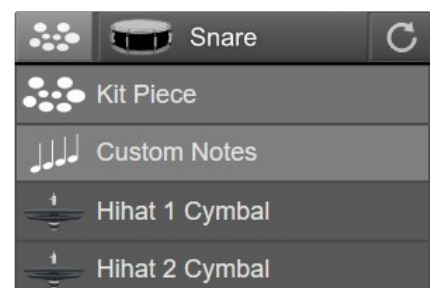 Snare
Kit Piece
Custom Notes
Hihat 1 Cymbal
Hihat 2 Cymbal